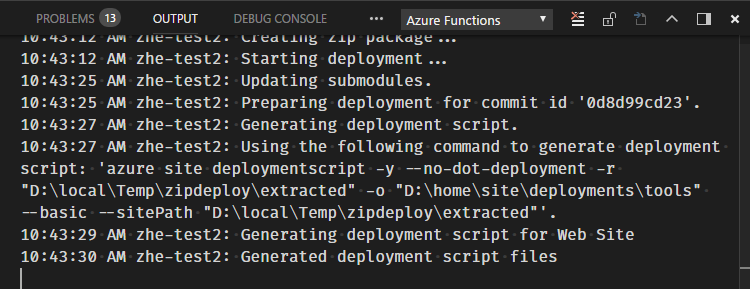 PROBLEMS 13 OUTPUT DEBUG CONSOLE ••• Azure Functions
10:43:12 AM zhe-test2: Creating zip package...
10:43:12 AM zhe-test2: Starting deployment...
10:43:25 AM zhe-test2: Updating submodules.
10:43:25 AM zhe-test2: Preparing deployment for commit id '0d8d99cd23'.
10:43:27 AM zhe-test2: Generating deployment script.
10:43:27 AM zhe-test2: Using the following command to generate deployment
script: 'azure site deploymentscript -y --no-dot-deployment -r
"D:\local\Temp\zipdeploy\extracted" -o "D:\home\site\deployments\tools"
--basic --sitePath "D:\local\Temp\zipdeploy\extracted"'.
10:43:29 AM zhe-test2: Generating deployment script for Web Site
10:43:30 AM zhe-test2: Generated deployment script files